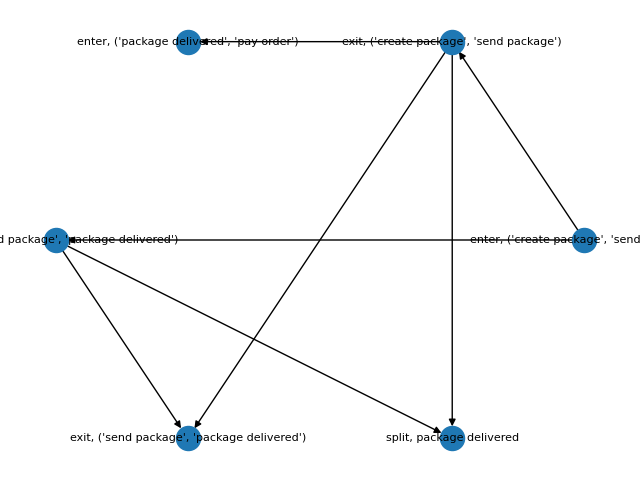 enter, ('package delivered', 'pay order')
exit, ('create package', 'send package')
d package', 'package delivered')
enter, ('create package', 'send
exit, ('send package', 'package delivered')
split, package delivered